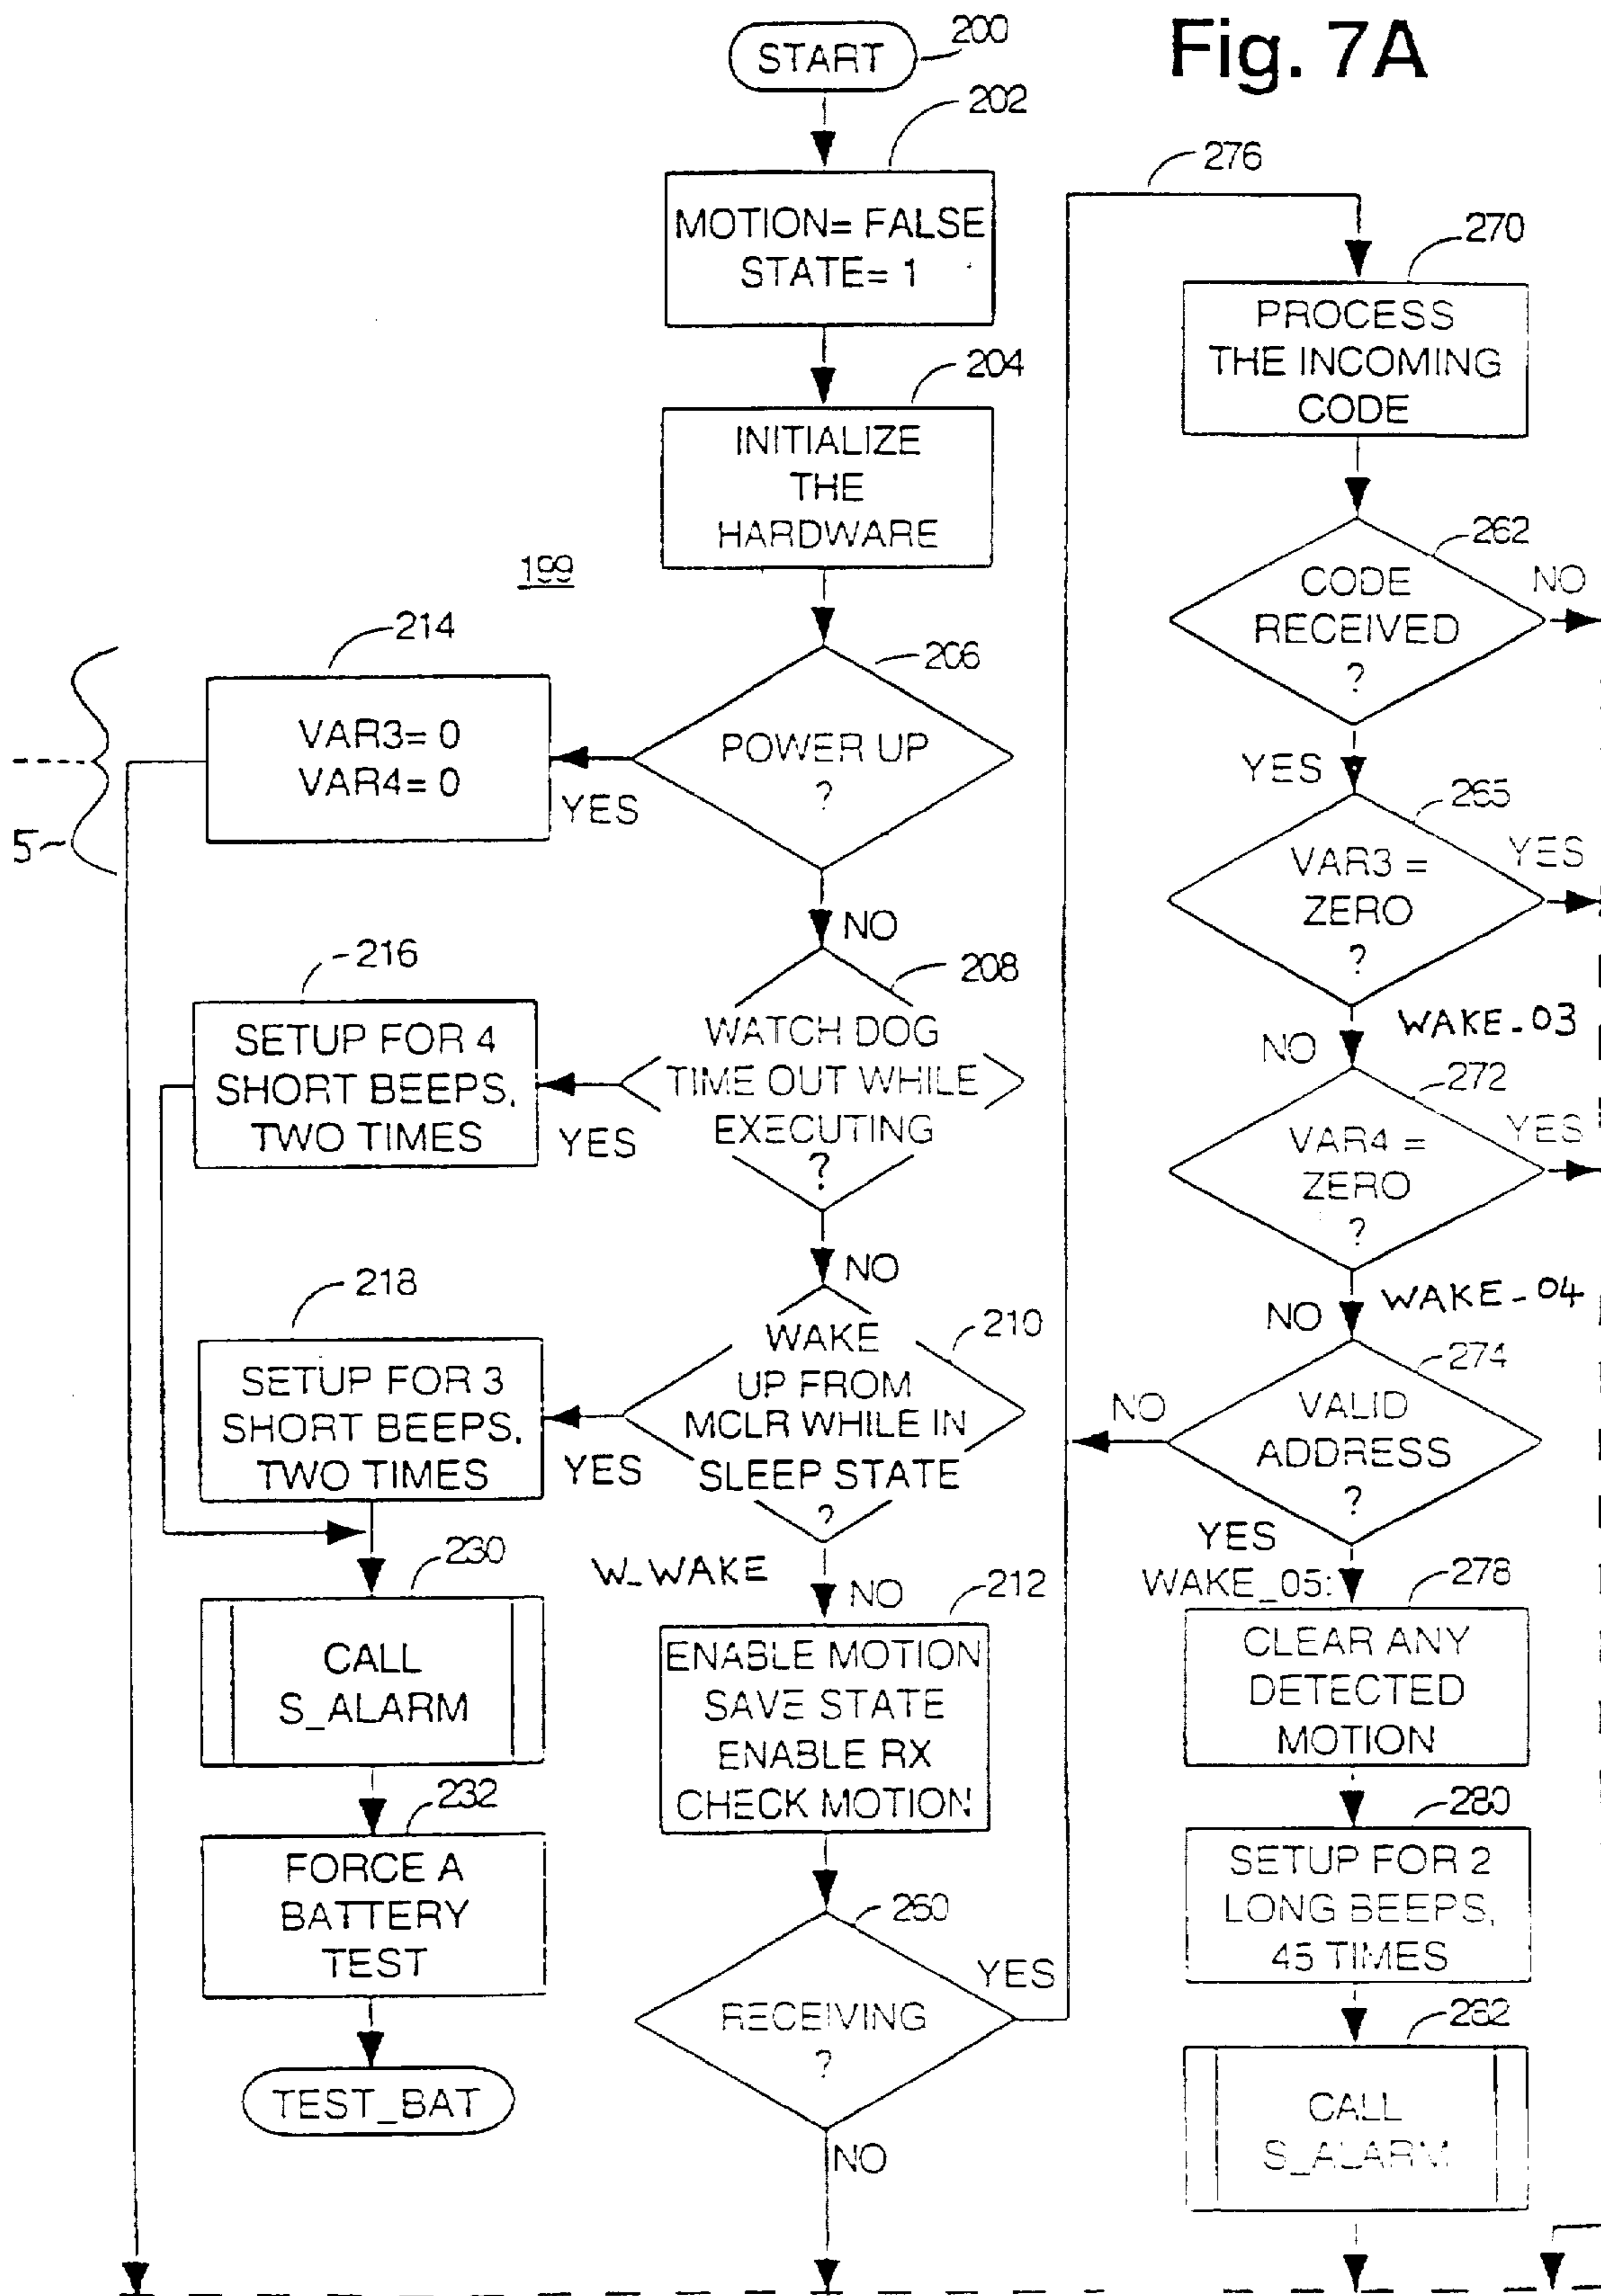 Fig. 7A
START
200
202
MOTION= FALSE
STATE= 1
204
INITIALIZE
THE
HARDWARE
199
206
POWER UP
?
YES
NO
214
VAR3= 0
VAR4= 0
5
208
WATCH DOG
TIME OUT WHILE
EXECUTING
?
YES
NO
216
SETUP FOR 4
SHORT BEEPS,
TWO TIMES
210
WAKE
UP FROM
MCLR WHILE IN
SLEEP STATE
?
YES
NO
218
SETUP FOR 3
SHORT BEEPS,
TWO TIMES
230
CALL
S_ALARM
232
FORCE A
BATTERY
TEST
TEST_BAT
W_WAKE
212
ENABLE MOTION
SAVE STATE
ENABLE RX
CHECK MOTION
260
RECEIVING
?
YES
NO
276
270
PROCESS
THE INCOMING
CODE
262
CODE
RECEIVED
?
NO
YES
265
VAR3 =
ZERO
?
YES
NO
WAKE_03
272
VAR4 =
ZERO
?
YES
NO
WAKE_04
274
VALID
ADDRESS
?
NO
YES
WAKE_05:
278
CLEAR ANY
DETECTED
MOTION
280
SETUP FOR 2
LONG BEEPS,
45 TIMES
282
CALL
S_ALARM